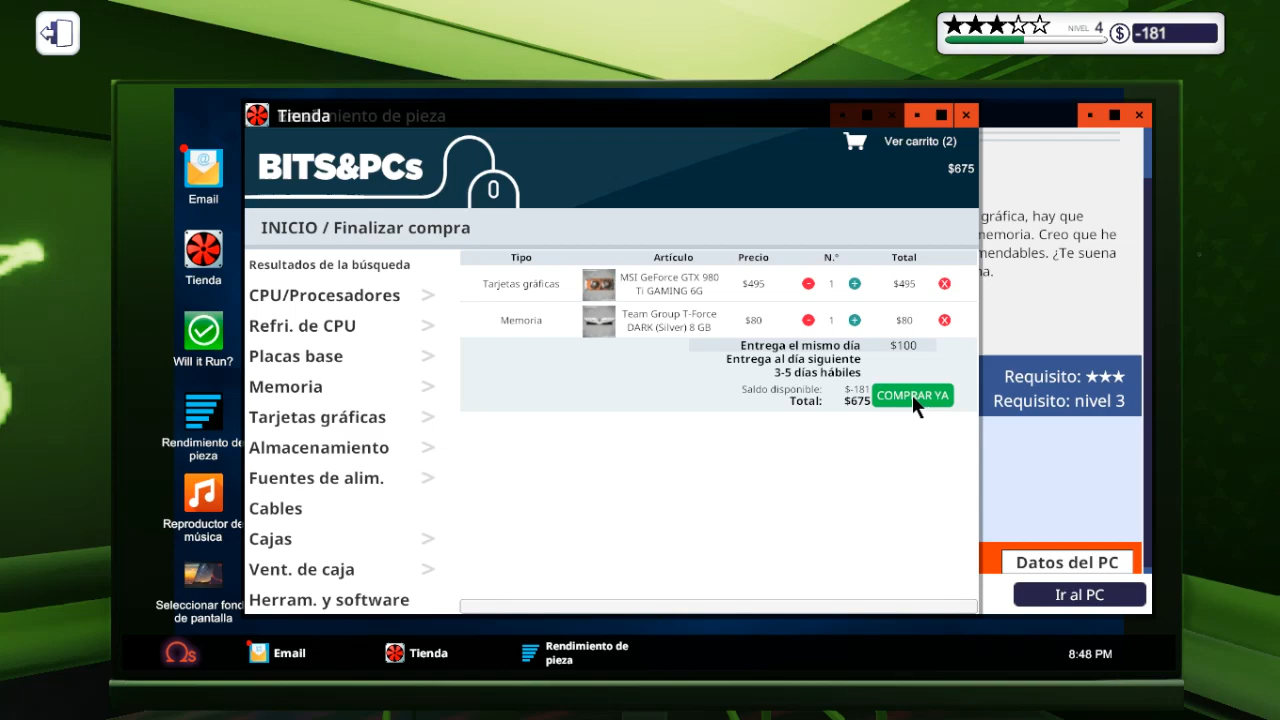 NIVEL 4
$ -181
Tienda
miento de pieza
BITS&PCs
Ver carrito (2)
$675
INICIO / Finalizar compra
Resultados de la búsqueda
CPU/Procesadores >
Refri. de CPU >
Placas base >
Memoria >
Tarjetas gráficas >
Almacenamiento >
Fuentes de alim. >
Cables
Cajas >
Vent. de caja >
Herram. y software
Tipo Artículo Precio N.º Total
Tarjetas gráficas MSI GeForce GTX 980 $495 1 $495
Ti GAMING 6G
Memoria Team Group T-Force $80 1 $80
DARK (Silver) 8 GB
Entrega el mismo día $100
Entrega al día siguiente
3-5 días hábiles
Saldo disponible: $-181
Total: $675
COMPRAR YA
gráfica, hay que
memoria. Creo que he
mendables. ¿Te suena
na.
Requisito: ★★★
Requisito: nivel 3
Datos del PC
Ir al PC
Email
Tienda
Will it Run?
Rendimiento de
pieza
Reproductor de
música
Seleccionar fond
de pantalla
Email
Tienda
Rendimiento de
pieza
8:48 PM